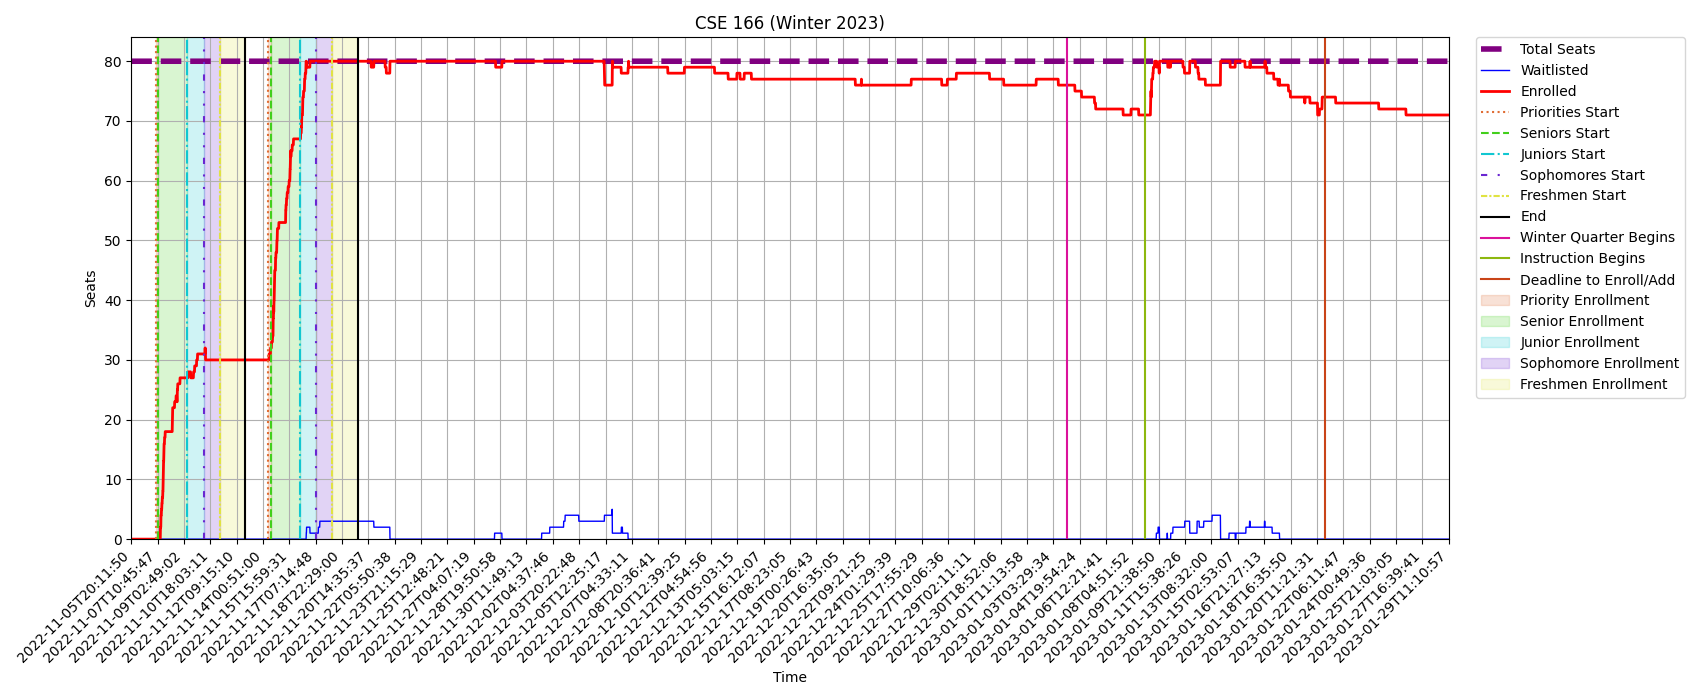 CSE 166 (Winter 2023)
Seats
80
70
60
50
40
30
20
10
0
2022-11-05T20:11:50
2022-11-07T10:45:47
2022-11-09T02:49:02
2022-11-10T18:03:11
2022-11-12T09:15:10
2022-11-14T00:51:00
2022-11-15T15:59:31
2022-11-17T07:14:48
2022-11-18T22:29:00
2022-11-20T14:35:37
2022-11-22T05:50:38
2022-11-23T21:15:29
2022-11-25T12:48:21
2022-11-27T04:07:19
2022-11-28T19:50:58
2022-11-30T11:49:13
2022-12-02T04:37:46
2022-12-03T20:22:48
2022-12-05T12:25:17
2022-12-07T04:33:11
2022-12-08T20:36:41
2022-12-10T12:39:25
2022-12-12T04:54:56
2022-12-13T05:03:15
2022-12-15T16:12:07
2022-12-17T08:23:05
2022-12-19T00:26:43
2022-12-20T16:35:05
2022-12-22T09:21:25
2022-12-24T01:29:39
2022-12-25T17:55:29
2022-12-27T10:06:36
2022-12-29T02:11:11
2022-12-30T18:52:06
2023-01-01T11:13:58
2023-01-03T03:29:34
2023-01-04T19:54:24
2023-01-06T12:21:41
2023-01-08T04:51:52
2023-01-09T21:38:50
2023-01-11T15:38:26
2023-01-13T08:32:00
2023-01-15T02:53:07
2023-01-16T21:27:13
2023-01-18T16:35:50
2023-01-20T11:21:31
2023-01-22T06:11:47
2023-01-24T00:49:36
2023-01-25T21:03:05
2023-01-27T16:39:41
2023-01-29T11:10:57
Time
Total Seats
Waitlisted
Enrolled
Priorities Start
Seniors Start
Juniors Start
Sophomores Start
Freshmen Start
End
Winter Quarter Begins
Instruction Begins
Deadline to Enroll/Add
Priority Enrollment
Senior Enrollment
Junior Enrollment
Sophomore Enrollment
Freshmen Enrollment